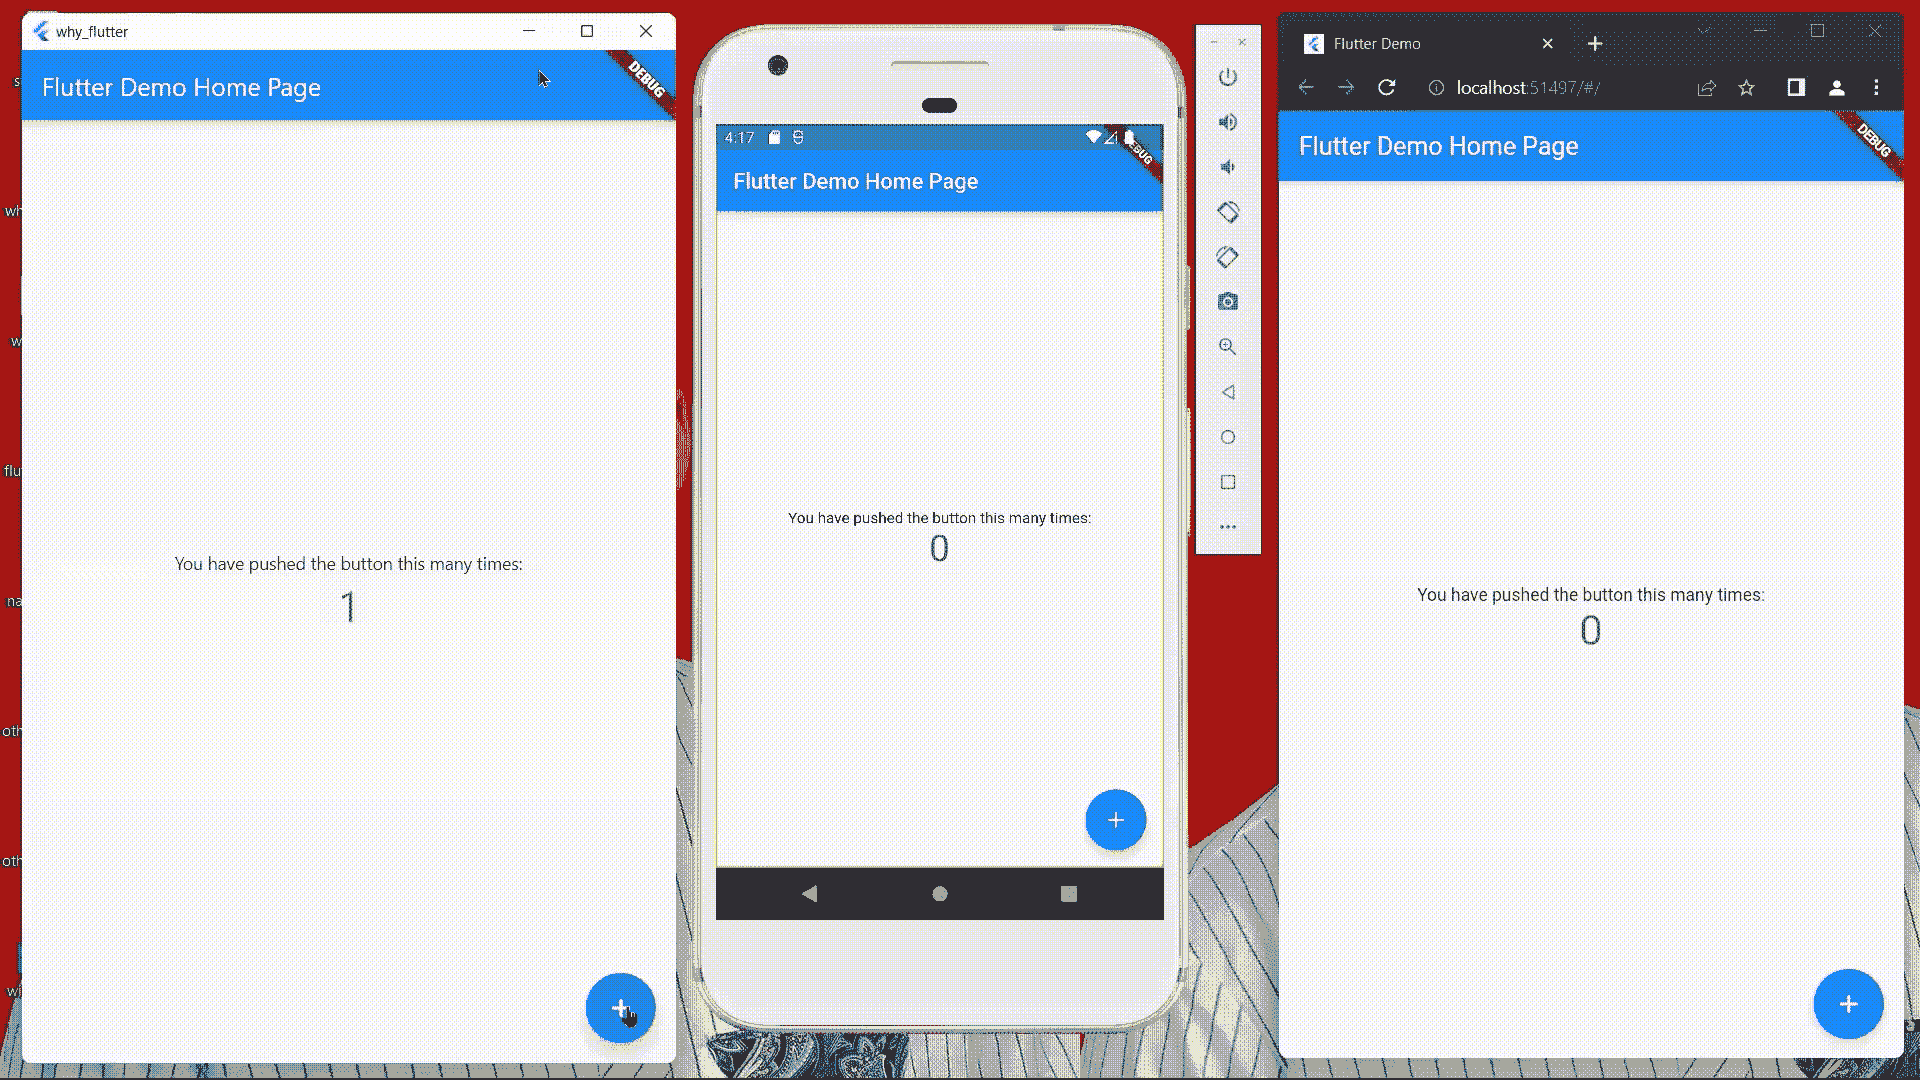 why_flutter
Flutter Demo Home Page
DEBUG
You have pushed the button this many times:
1
4:17
Flutter Demo Home Page
You have pushed the button this many times:
0
Flutter Demo
localhost:51497/#/
Flutter Demo Home Page
DEBUG
You have pushed the button this many times:
0